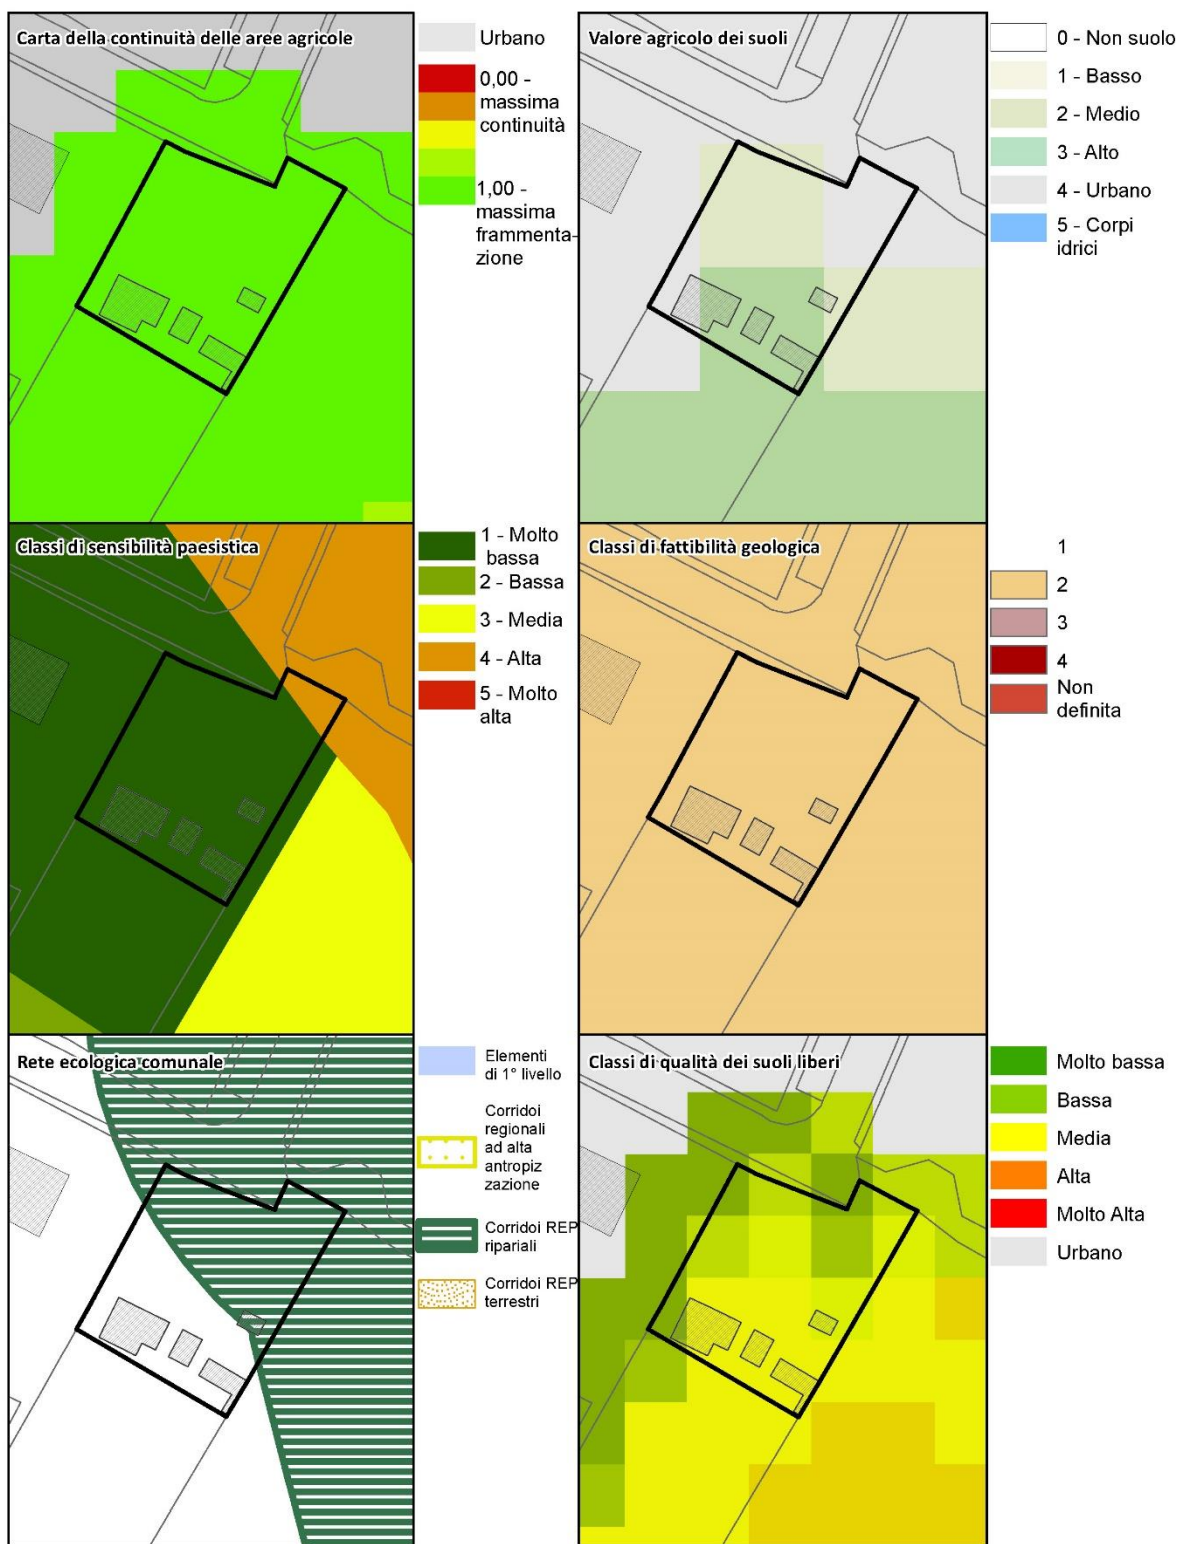 Carta della continuità delle aree agricole
Urbano
0,00 -
massima
continuità
1,00 -
massima
frammenta-
zione
Valore agricolo dei suoli
0 - Non suolo
1 - Basso
2 - Medio
3 - Alto
4 - Urbano
5 - Corpi
idrici
Classi di sensibilità paesistica
1 - Molto
bassa
2 - Bassa
3 - Media
4 - Alta
5 - Molto
alta
Classi di fattibilità geologica
1
2
3
4
Non
definita
Rete ecologica comunale
Elementi
di 1° livello
Corridoi
regionali
ad alta
antropiz
zazione
Corridoi REP
ripariali
Corridoi REP
terrestri
Classi di qualità dei suoli liberi
Molto bassa
Bassa
Media
Alta
Molto Alta
Urbano